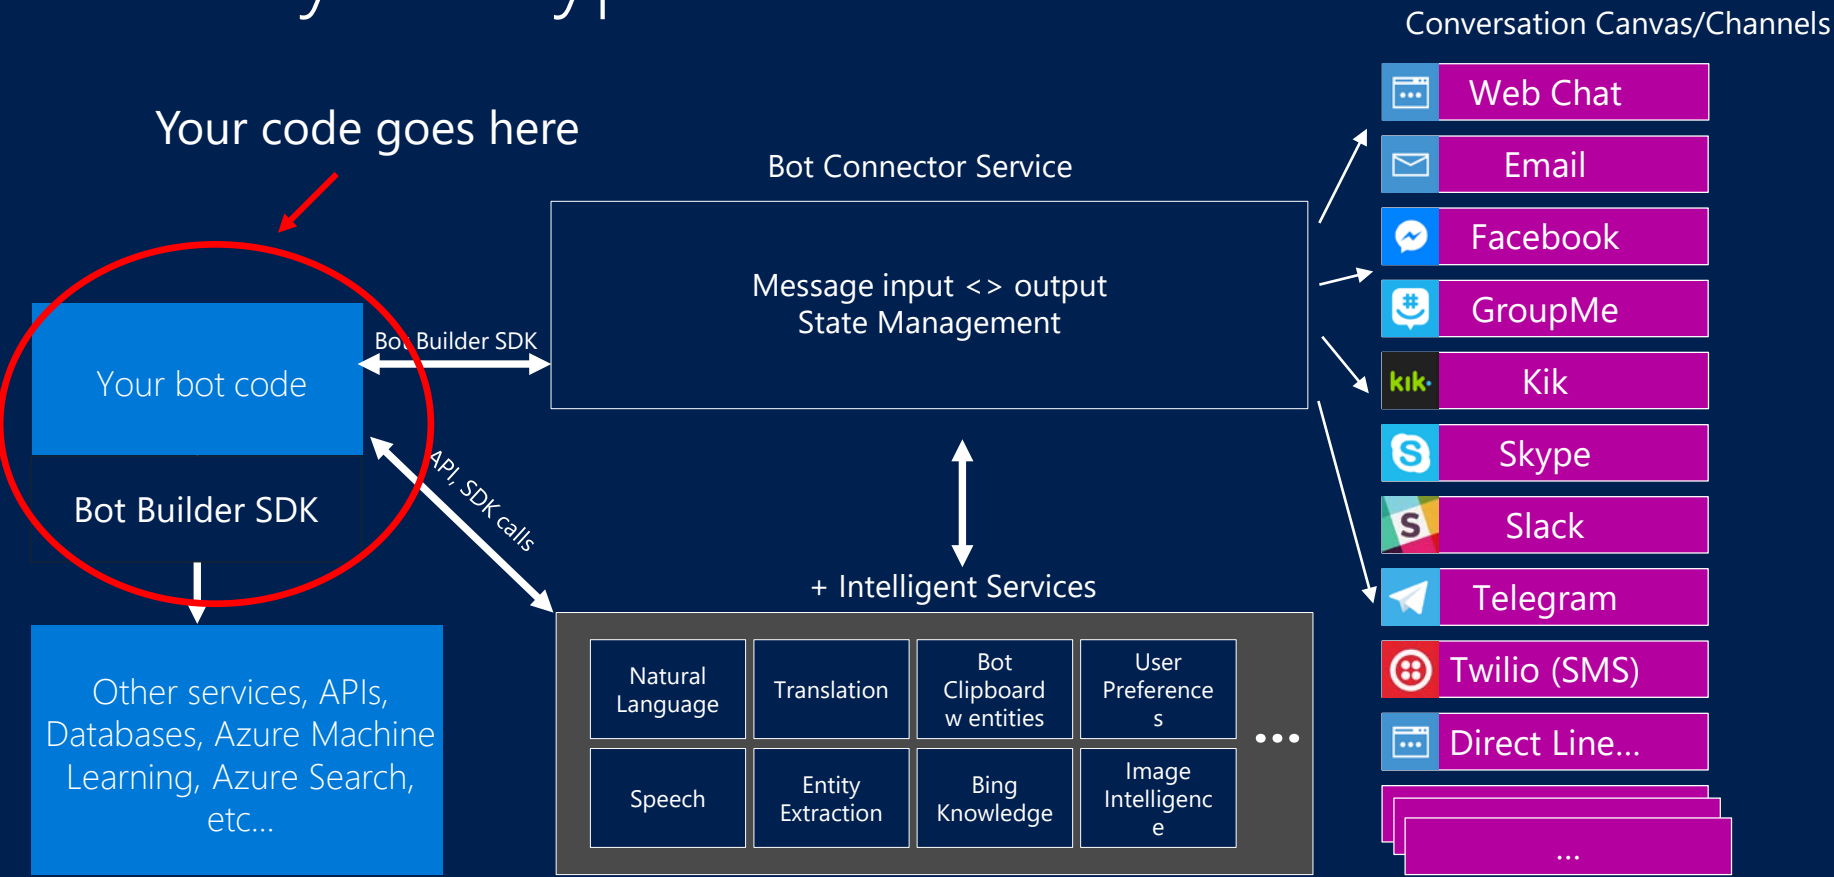 Conversation Canvas/Channels
Your code goes here
Bot Connector Service
Message input <> output
State Management
Bot Builder SDK
Your bot code
Bot Builder SDK
API, SDK calls
Other services, APIs,
Databases, Azure Machine
Learning, Azure Search,
etc...
+ Intelligent Services
Natural
Language
Translation
Bot
Clipboard
w entities
User
Preference
s
Speech
Entity
Extraction
Bing
Knowledge
Image
Intelligenc
e
...
Web Chat
Email
Facebook
GroupMe
kik
Kik
Skype
Slack
Telegram
Twilio (SMS)
Direct Line...
...